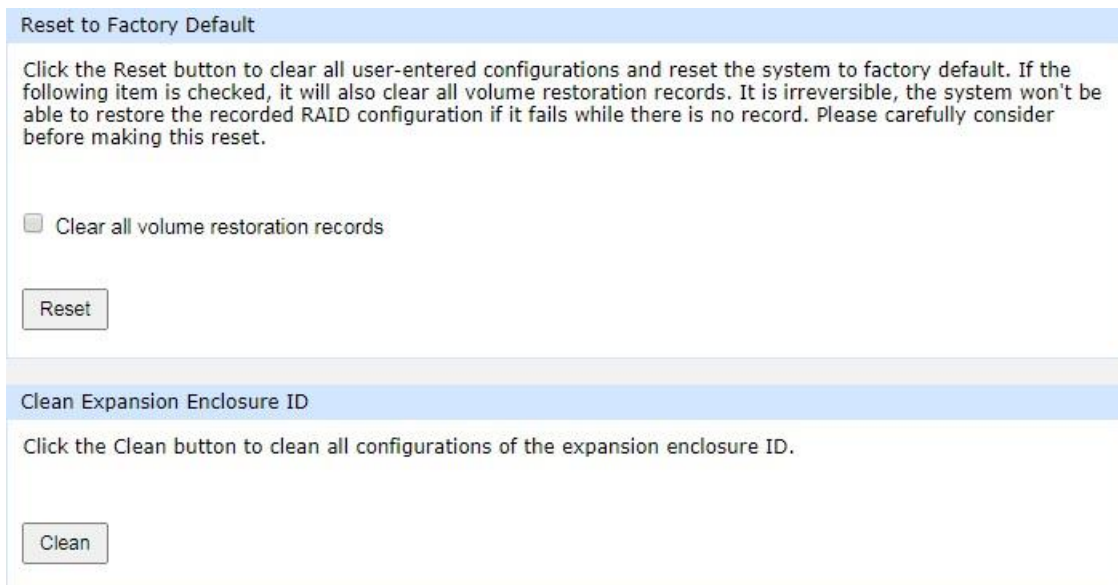 Reset to Factory Default
Click the Reset button to clear all user-entered configurations and reset the system to factory default. If the
following item is checked, it will also clear all volume restoration records. It is irreversible, the system won't be
able to restore the recorded RAID configuration if it fails while there is no record. Please carefully consider
before making this reset.
Clear all volume restoration records
Reset
Clean Expansion Enclosure ID
Click the Clean button to clean all configurations of the expansion enclosure ID.
Clean